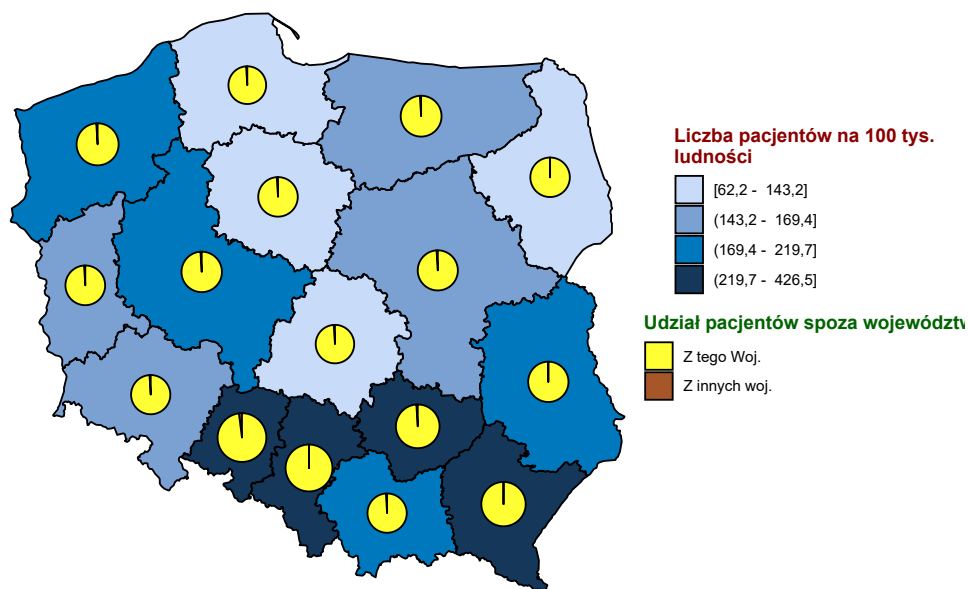 Liczba pacjentów na 100 tys.
ludności
[62,2 - 143,2]
(143,2 - 169,4]
(169,4 - 219,7]
(219,7 - 426,5]
Udział pacjentów spoza województw
Z tego Woj.
Z innych woj.